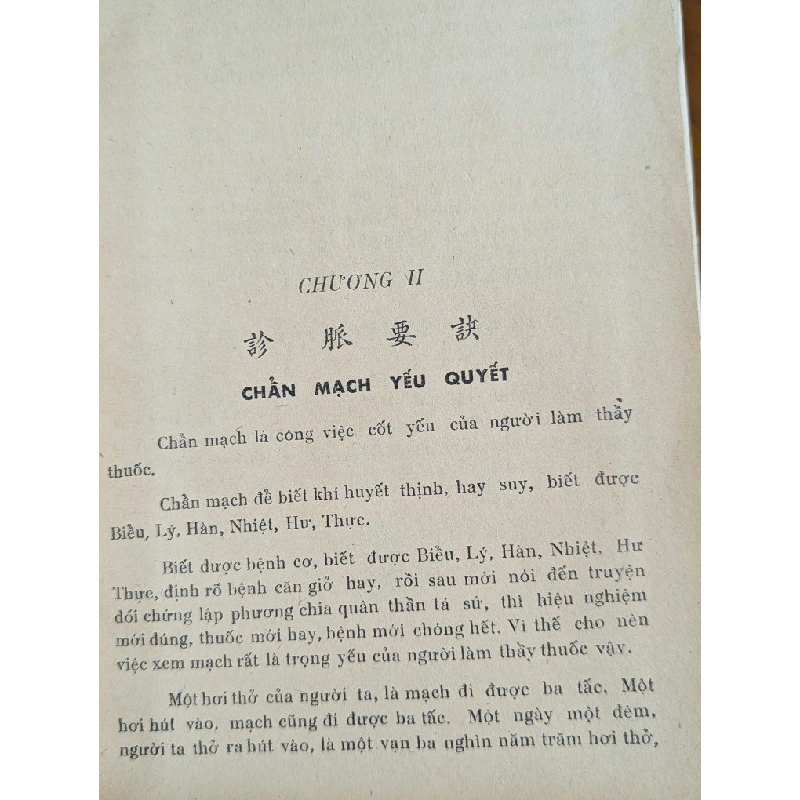 CHƯƠNG II
診 脈 要 訣
CHẨN MẠCH YẾU QUYẾT
Chẩn mạch là công việc cốt yếu của người làm thầy
thuốc.
Chẩn mạch để biết khí huyết thịnh, hay suy, biết được
Biểu, Lý, Hàn, Nhiệt, Hư, Thực.
Biết được bệnh cơ, biết được Biểu, Lý, Hàn, Nhiệt, Hư
Thực, định rõ bệnh căn giở hay, rồi sau mới nói đến truyện
đối chứng lập phương chia quân thần tá sứ, thì hiệu nghiệm
mới đúng, thuốc mới hay, bệnh mới chóng hết. Vì thế cho nên
việc xem mạch rất là trọng yếu của người làm thầy thuốc vậy.
Một hơi thở của người ta, là mạch đi được ba tấc. Một
hơi hút vào, mạch cũng đi được ba tấc. Một ngày một đêm,
người ta thở ra hút vào, là một vạn ba nghìn năm trăm hơi thở,